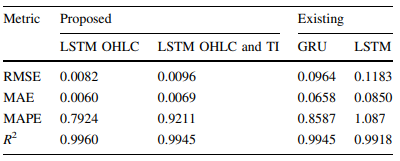 Metric Proposed Existing
LSTM OHLC LSTM OHLC and TI GRU LSTM
RMSE 0.0082 0.0096 0.0964 0.1183
MAE 0.0060 0.0069 0.0658 0.0850
MAPE 0.7924 0.9211 0.8587 1.087
R² 0.9960 0.9945 0.9945 0.9918